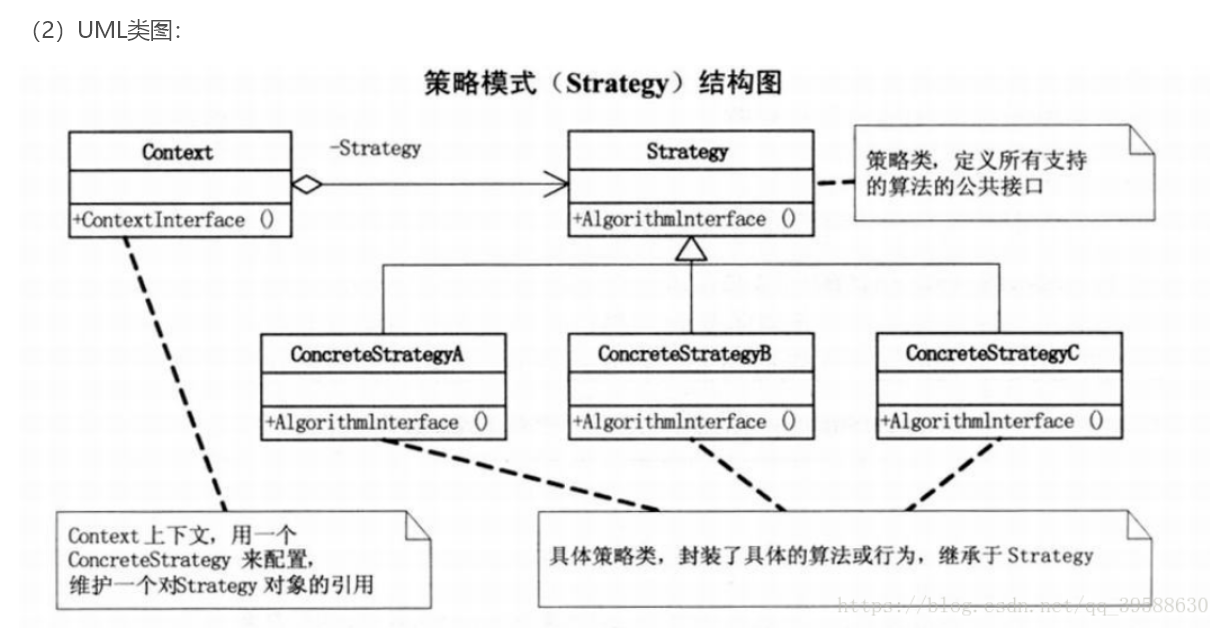 （2）UML类图：
策略模式（Strategy）结构图
Context
-Strategy
Strategy
策略类，定义所有支持
的算法的公共接口
+ContextInterface ()
+AlgorithmInterface ()
ConcreteStrategyA
ConcreteStrategyB
ConcreteStrategyC
+AlgorithmInterface ()
+AlgorithmInterface ()
+AlgorithmInterface ()
Context 上下文，用一个
ConcreteStrategy 来配置，
维护一个对Strategy 对象的引用
具体策略类，封装了具体的算法或行为，继承于 Strategy
https://blog.csdn.net/qq_39588630